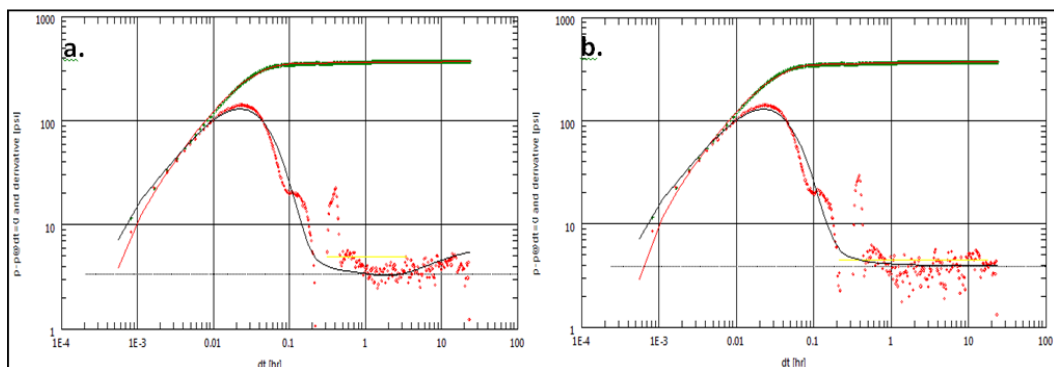 a.
1000
100
10
1
p-p@dt=0 and derivative [psi]
1E-4 1E-3 0.01 0.1 1 10 100
dt [hr]
b.
1000
100
10
1
p-p@dt=0 and derivative [psi]
1E-4 1E-3 0.01 0.1 1 10 100
dt [hr]